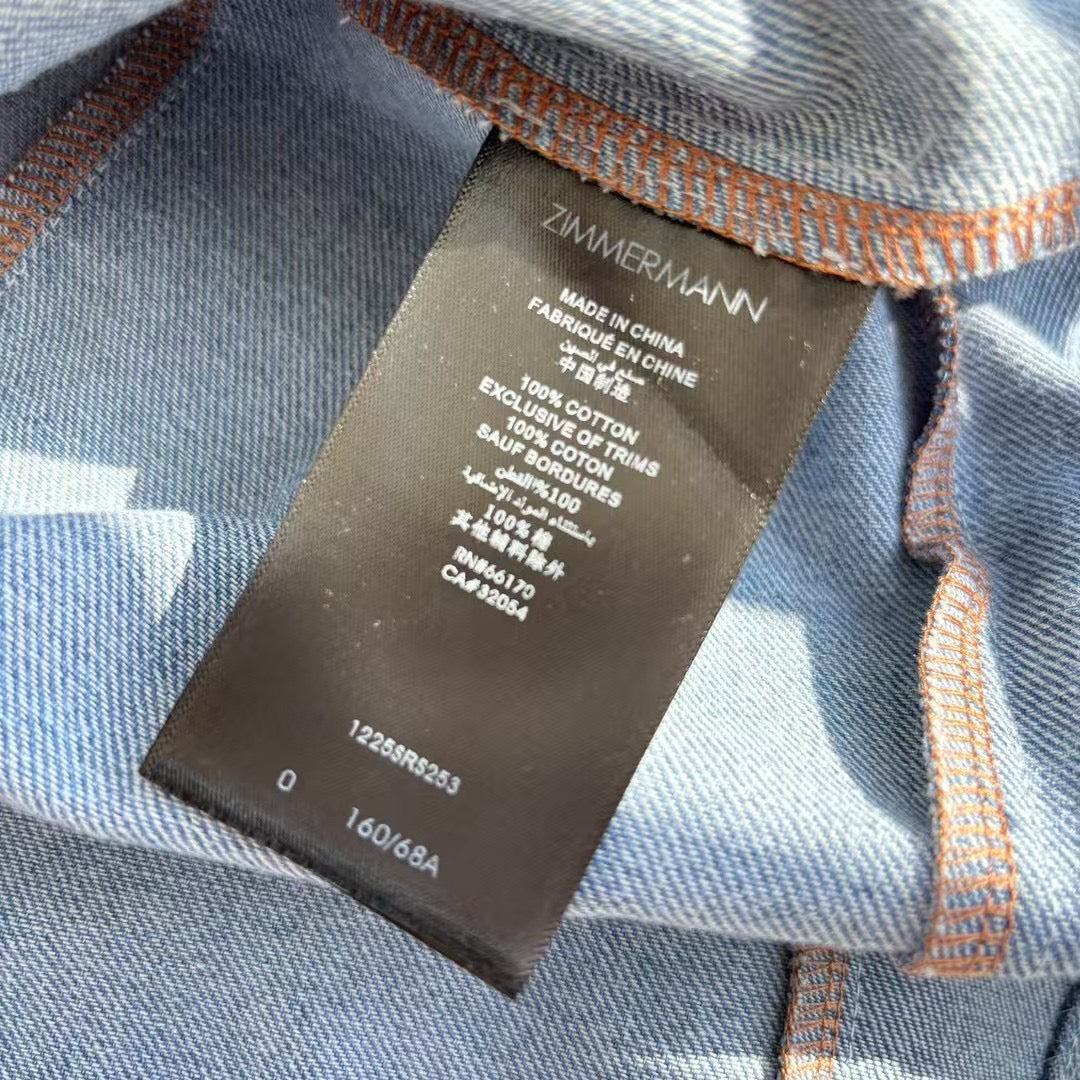 ZIMMERMANN
MADE IN CHINA
FABRIQUÉ EN CHINE
صنع في الصين
中国制造
100% COTTON
EXCLUSIVE OF TRIMS
100% COTON
SAUF BORDURES
100%القطن
باستثناء المواد الإضافية
100% 棉
其他辅料除外
RN#66170
CA#32054
1225SRS253
0 160/68A